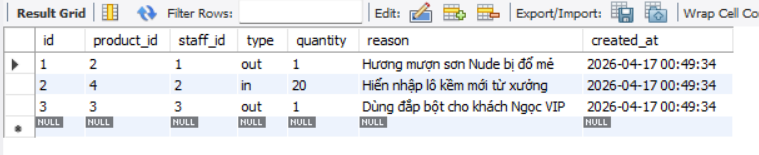 Result Grid Filter Rows: Edit: Export/Import: Wrap Cell Co
id product_id staff_id type quantity reason created_at
1 2 1 out 1 Hương mượn sơn Nude bị đổ mẻ 2026-04-17 00:49:34
2 4 2 in 20 Hiển nhập lô kềm mới từ xưởng 2026-04-17 00:49:34
3 3 3 out 1 Dùng đắp bột cho khách Ngọc VIP 2026-04-17 00:49:34
NULL NULL NULL NULL NULL NULL NULL